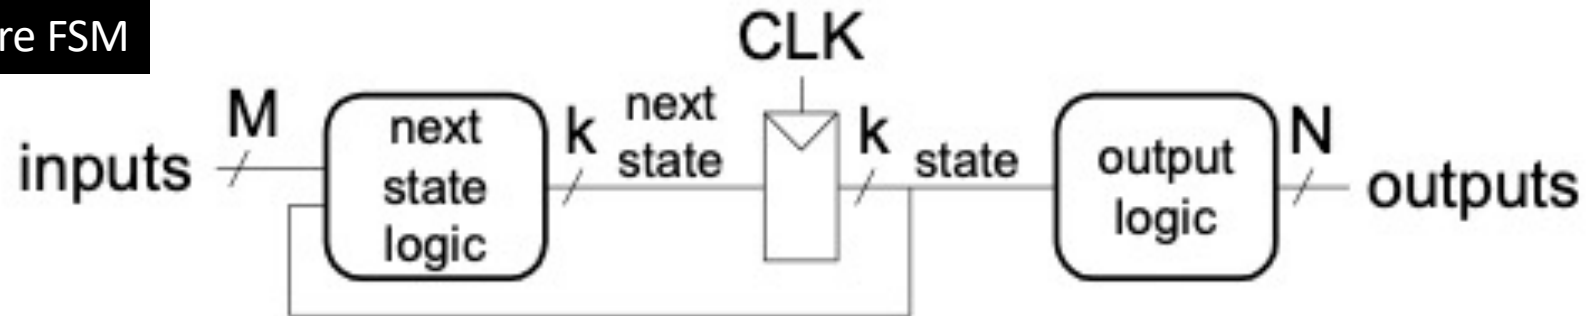 re FSM
CLK
inputs
M
next
state
logic
k
next
state
k
state
output
logic
N
outputs